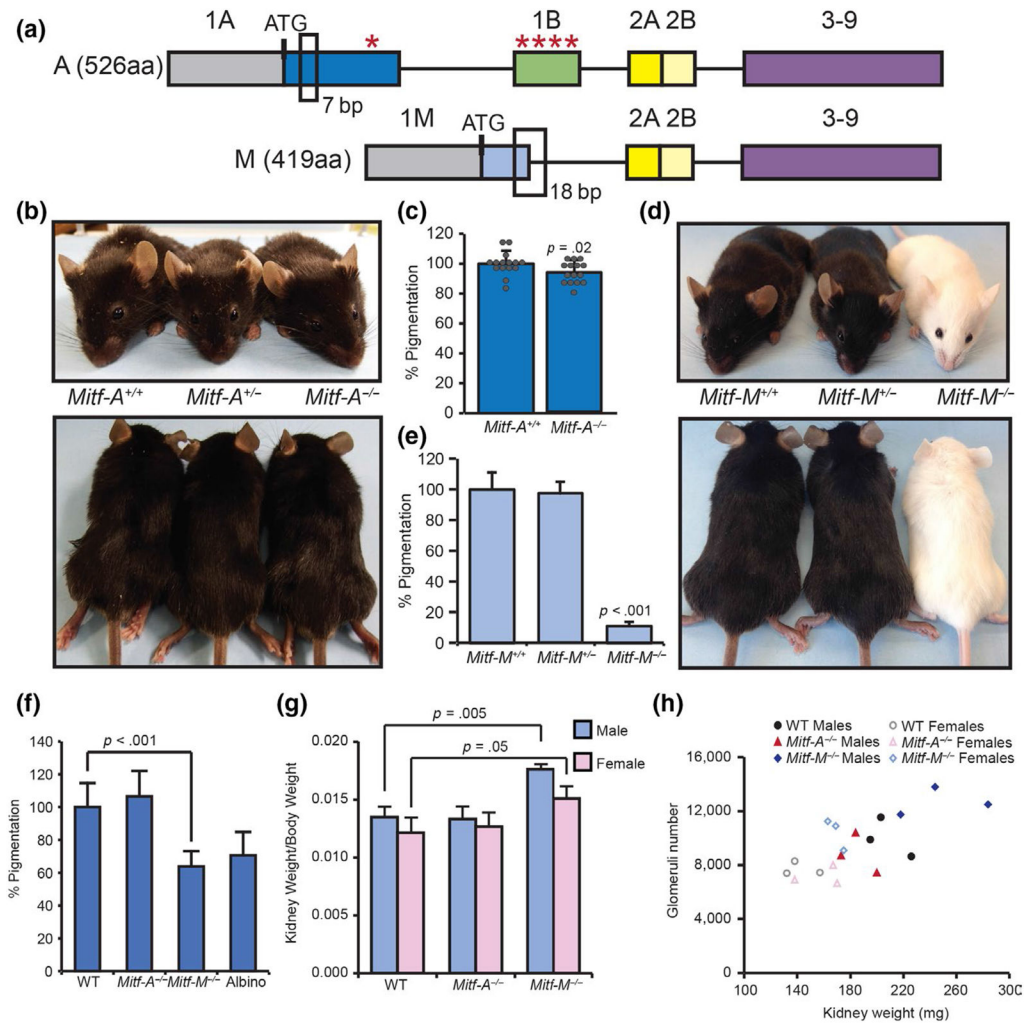 (a)
1A
ATG
*
1B
****
2A 2B
3-9
A (526aa)
7 bp
1M
ATG
2A 2B
3-9
M (419aa)
18 bp
(b)
Mitf-A+/+
Mitf-A+/−
Mitf-A−/−
(c)
% Pigmentation
120
100
80
60
40
20
0
p = .02
Mitf-A+/+
Mitf-A−/−
(d)
Mitf-M+/+
Mitf-M+/−
Mitf-M−/−
(e)
% Pigmentation
120
100
80
60
40
20
0
p < .001
Mitf-M+/+
Mitf-M+/−
Mitf-M−/−
(f)
% Pigmentation
140
120
100
80
60
40
20
0
p < .001
WT
Mitf-A−/−
Mitf-M−/−
Albino
(g)
Kidney Weight/Body Weight
0.020
0.015
0.010
0.005
0.000
p = .005
p = .05
Male
Female
WT
Mitf-A−/−
Mitf-M−/−
(h)
WT Males
WT Females
Mitf-A−/− Males
Mitf-A−/− Females
Mitf-M−/− Males
Mitf-M−/− Females
Glomeruli number
16,000
12,000
8,000
4,000
0
100
140
180
220
260
300
Kidney weight (mg)